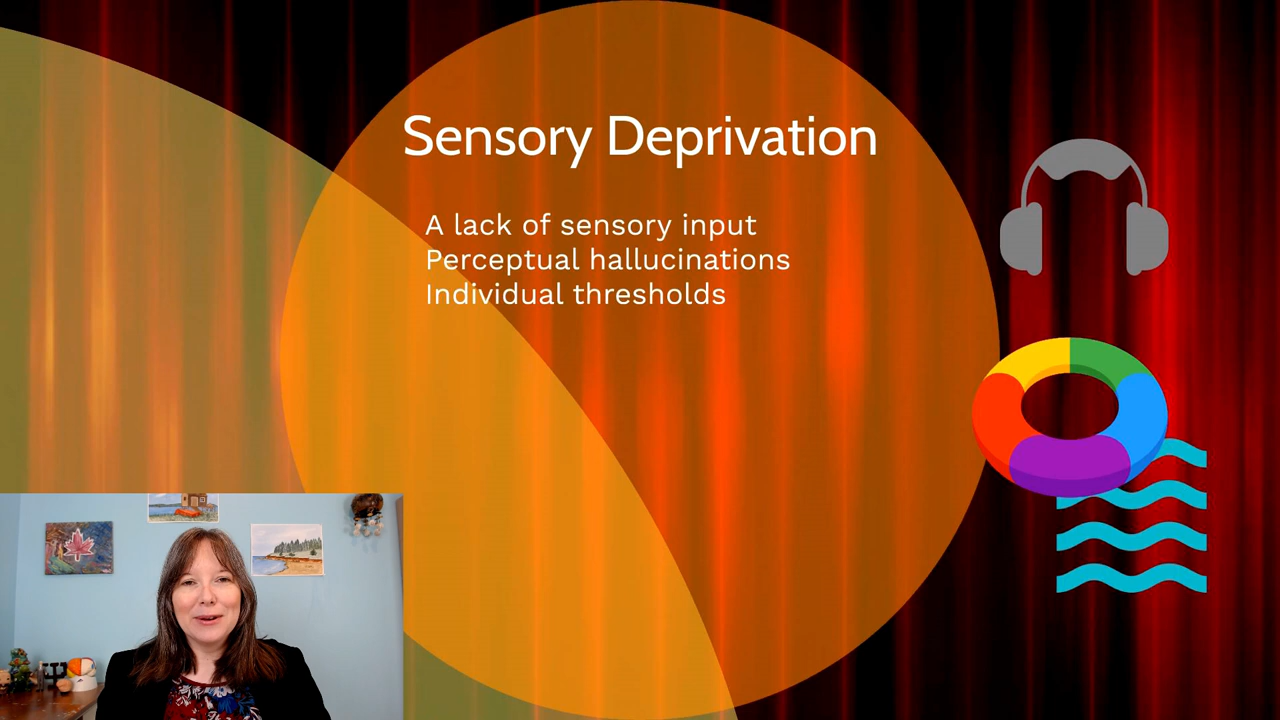 Sensory Deprivation
A lack of sensory input
Perceptual hallucinations
Individual thresholds